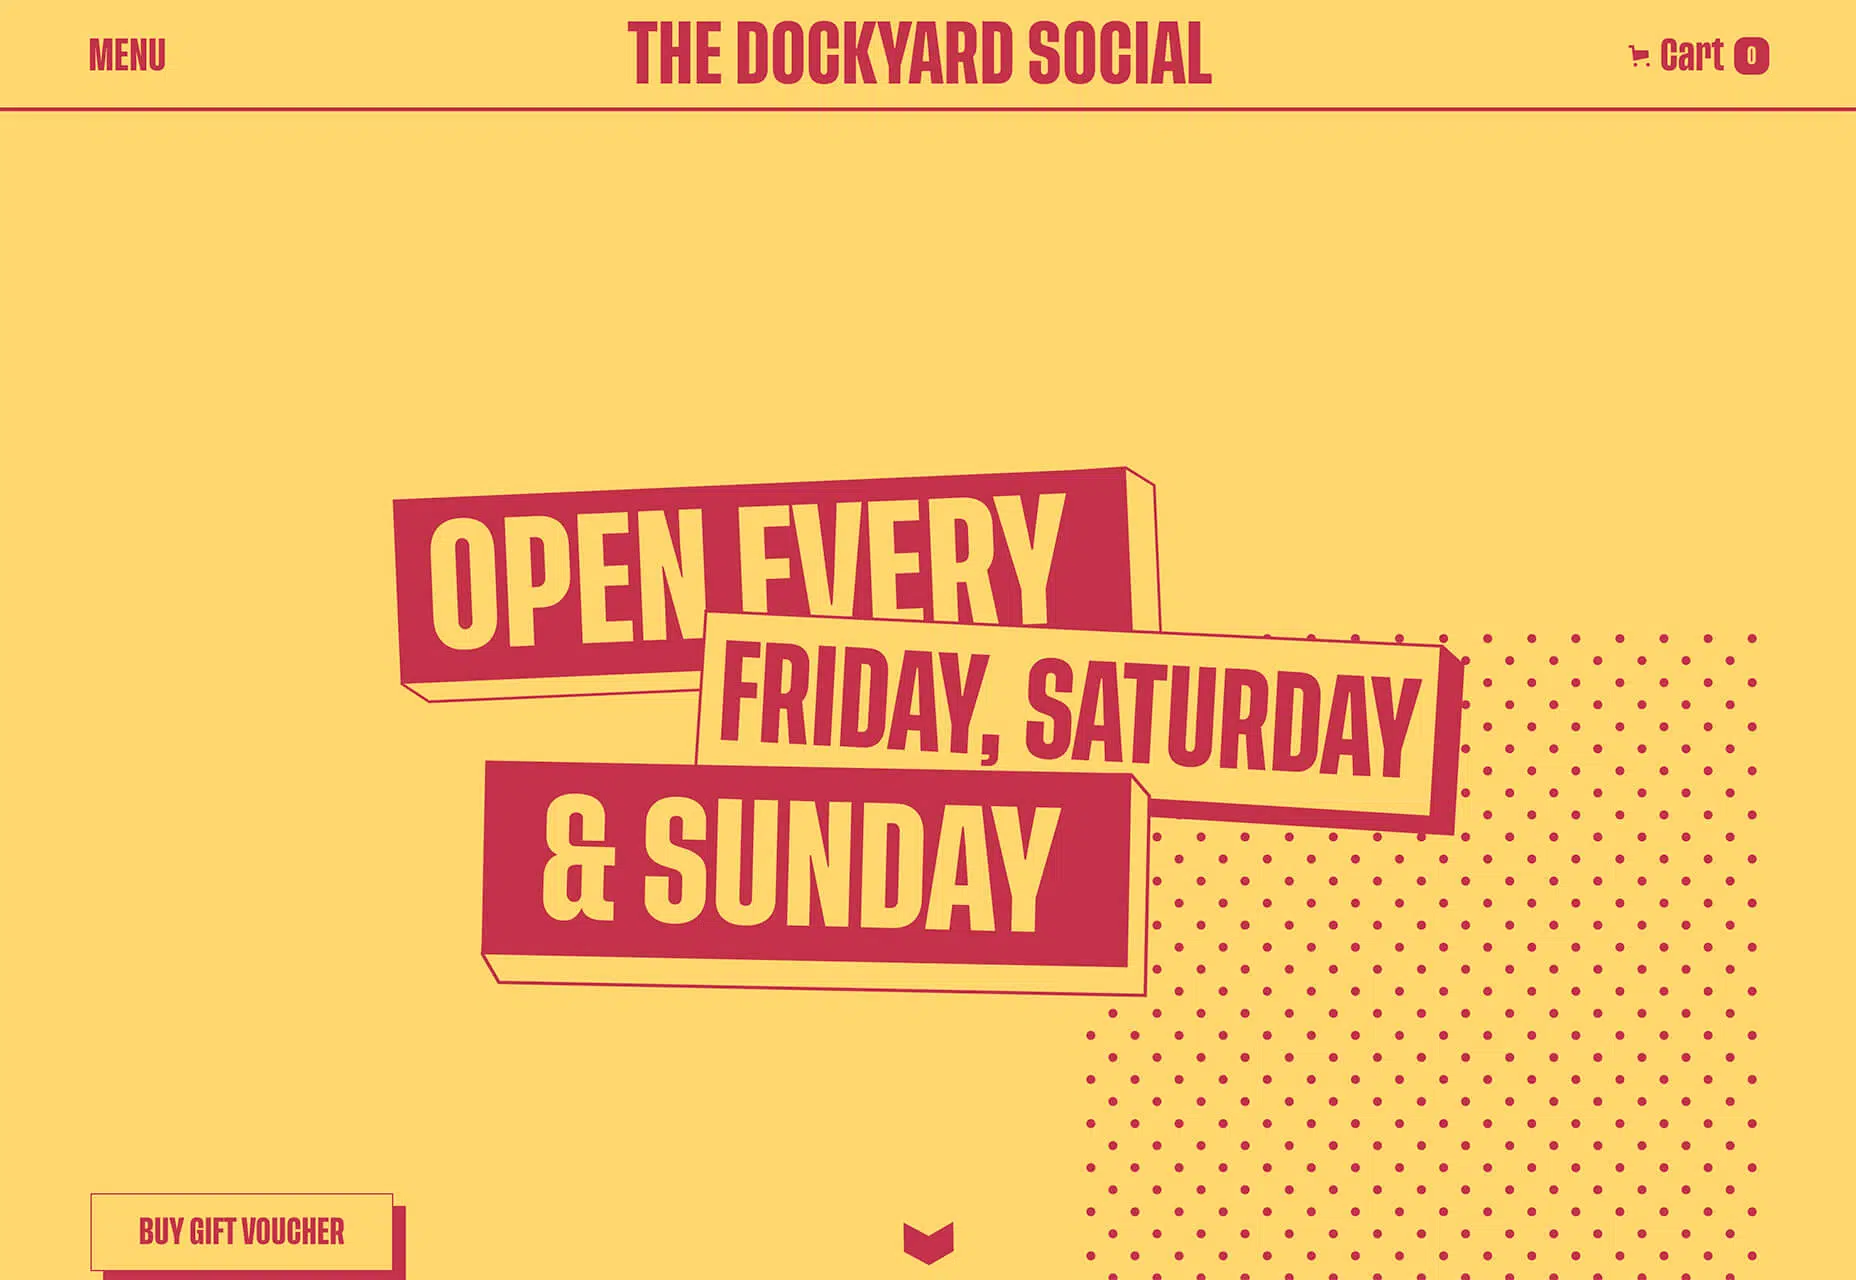 MENU
THE DOCKYARD SOCIAL
Cart 0
OPEN EVERY
FRIDAY, SATURDAY
& SUNDAY
BUY GIFT VOUCHER